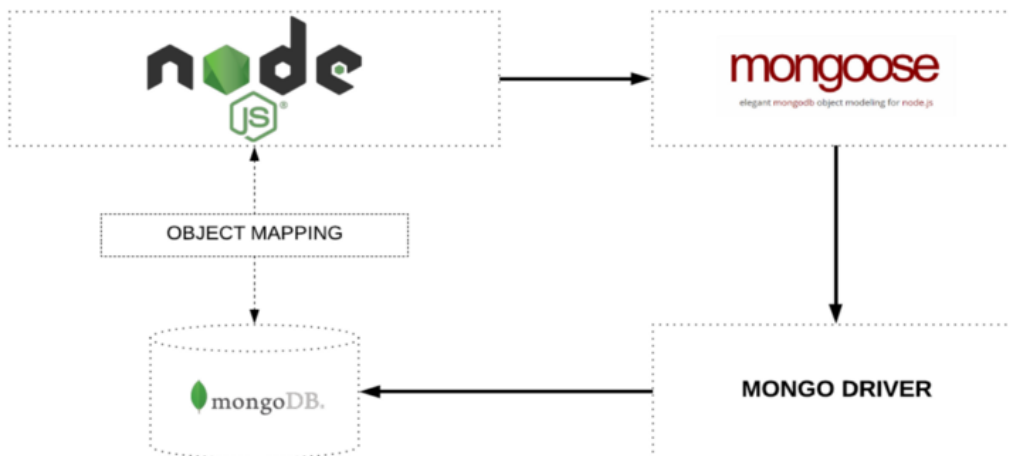 node
JS®
mongoose
elegant mongodb object modeling for node.js
OBJECT MAPPING
mongoDB.
MONGO DRIVER